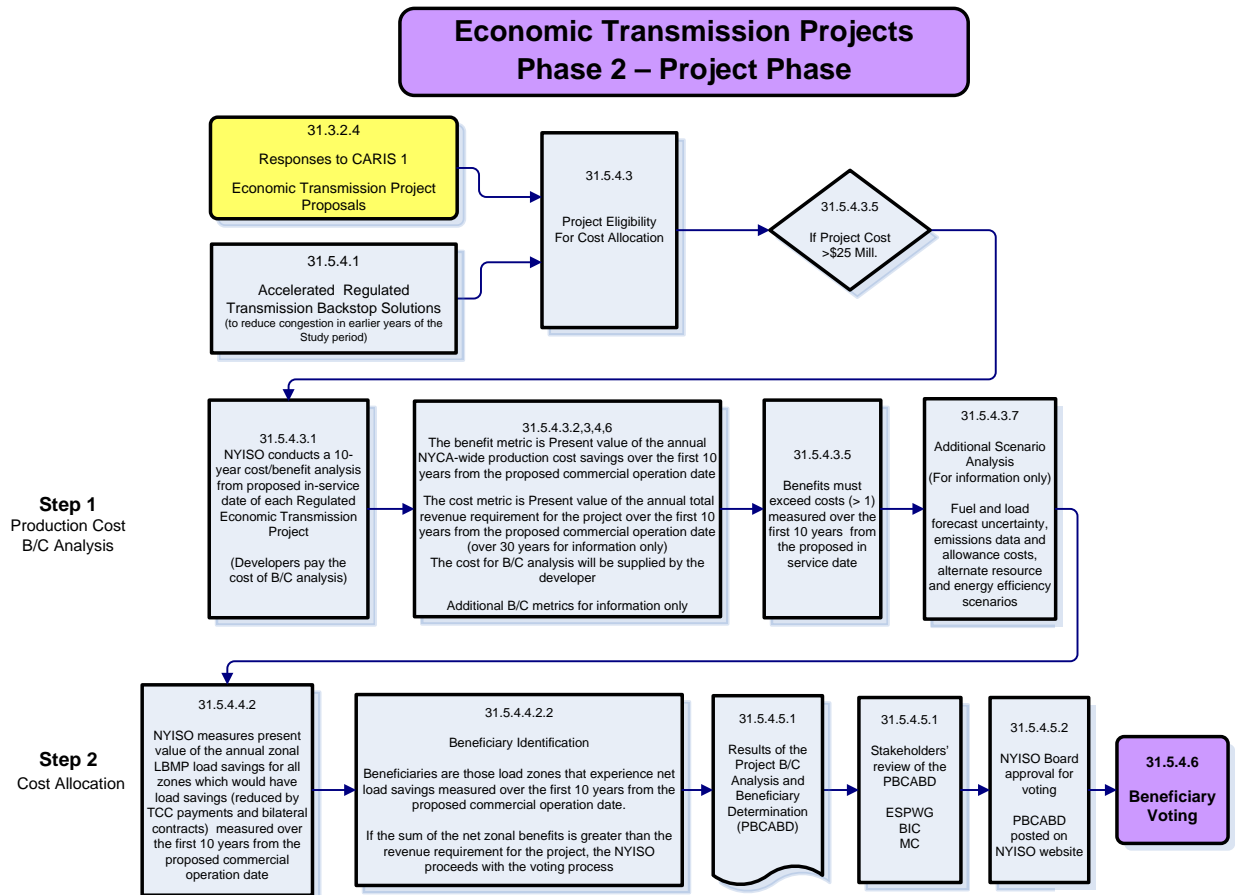 Economic Transmission Projects
Phase 2 – Project Phase
31.3.2.4
Responses to CARIS 1
Economic Transmission Project
Proposals
31.5.4.1
Accelerated  Regulated
Transmission Backstop Solutions
(to reduce congestion in earlier years of the
Study period)
31.5.4.3
Project Eligibility
For Cost Allocation
31.5.4.3.5
If Project Cost
>$25 Mill.
Step 1
Production Cost
B/C Analysis
31.5.4.3.1
NYISO conducts a 10-
year cost/benefit analysis
from proposed in-service
date of each Regulated
Economic Transmission
Project
(Developers pay the
cost of B/C analysis)
31.5.4.3.2,3,4,6
The benefit metric is Present value of the annual
NYCA-wide production cost savings over the first 10
years from the proposed commercial operation date
The cost metric is Present value of the annual total
revenue requirement for the project over the first 10
years from the proposed commercial operation date
(over 30 years for information only)
The cost for B/C analysis will be supplied by the
developer
Additional B/C metrics for information only
31.5.4.3.5
Benefits must
exceed costs (> 1)
measured over the
first 10 years  from
the proposed in
service date
31.5.4.3.7
Additional Scenario
Analysis
(For information only)
Fuel and load
forecast uncertainty,
emissions data and
allowance costs,
alternate resource
and energy efficiency
scenarios
Step 2
Cost Allocation
31.5.4.4.2
NYISO measures present
value of the annual zonal
LBMP load savings for all
zones which would have
load savings (reduced by
TCC payments and bilateral
contracts)  measured over
the first 10 years from the
proposed commercial
operation date
31.5.4.4.2.2
Beneficiary Identification
Beneficiaries are those load zones that experience net
load savings measured over the first 10 years from the
proposed commercial operation date.
If the sum of the net zonal benefits is greater than the
revenue requirement for the project, the NYISO
proceeds with the voting process
31.5.4.5.1
Results of the
Project B/C
Analysis and
Beneficiary
Determination
(PBCABD)
31.5.4.5.1
Stakeholders'
review of the
PBCABD
ESPWG
BIC
MC
31.5.4.5.2
NYISO Board
approval for
voting
PBCABD
posted on
NYISO website
31.5.4.6
Beneficiary
Voting